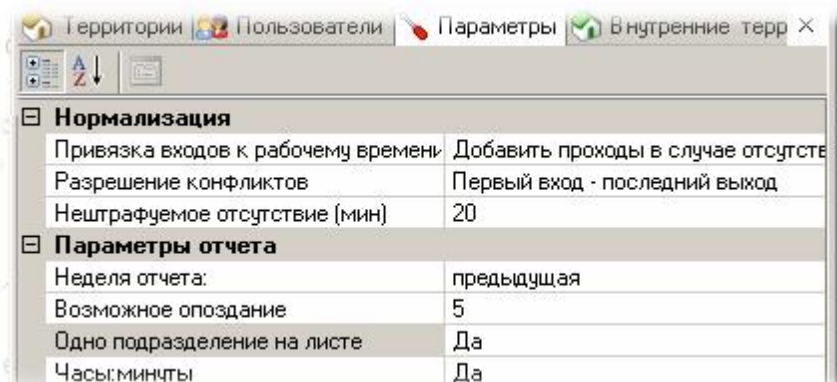 Территории Пользователи Параметры Внутренние терр
Нормализация
Привязка входов к рабочему времени Добавить проходы в случае отсутств
Разрешение конфликтов Первый вход - последний выход
Нештрафуемое отсутствие (мин) 20
Параметры отчета
Неделя отчета: предыдущая
Возможное опоздание 5
Одно подразделение на листе Да
Часы:минуты Да